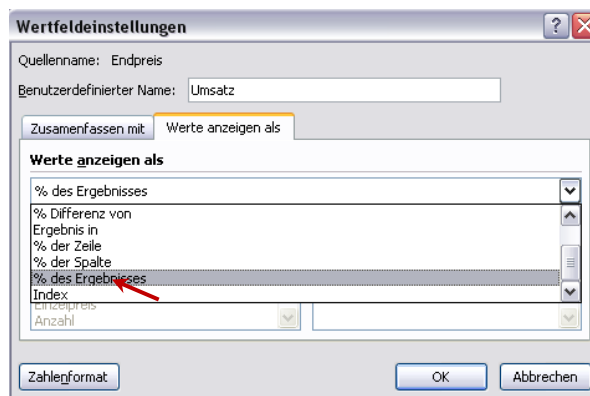 Wertfeldeinstellungen
Quellenname: Endpreis
Benutzerdefinierter Name: Umsatz
Zusamenfassen mit Werte anzeigen als
Werte anzeigen als
% des Ergebnisses
% Differenz von
Ergebnis in
% der Zeile
% der Spalte
% des Ergebnisses
Index
Einzelpreis
Anzahl
Zahlenformat OK Abbrechen